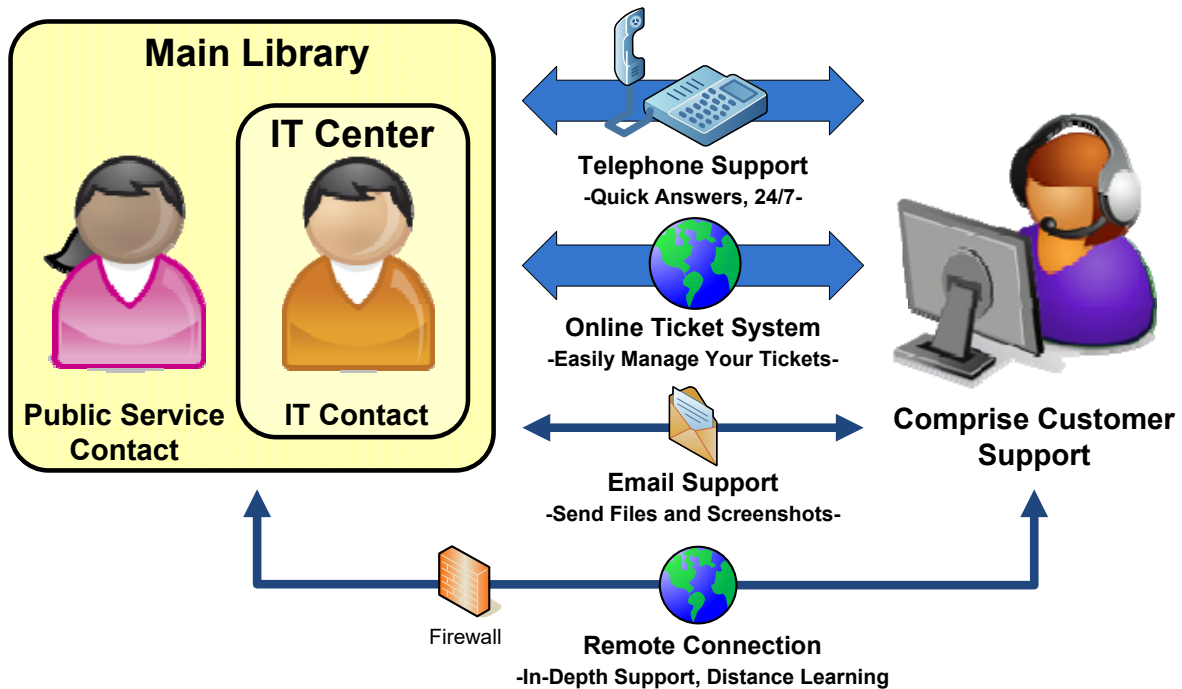 Main Library
IT Center
Public Service
Contact
IT Contact
Telephone Support
-Quick Answers, 24/7-
Online Ticket System
-Easily Manage Your Tickets-
Email Support
-Send Files and Screenshots-
Comprise Customer
Support
Firewall
Remote Connection
-In-Depth Support, Distance Learning